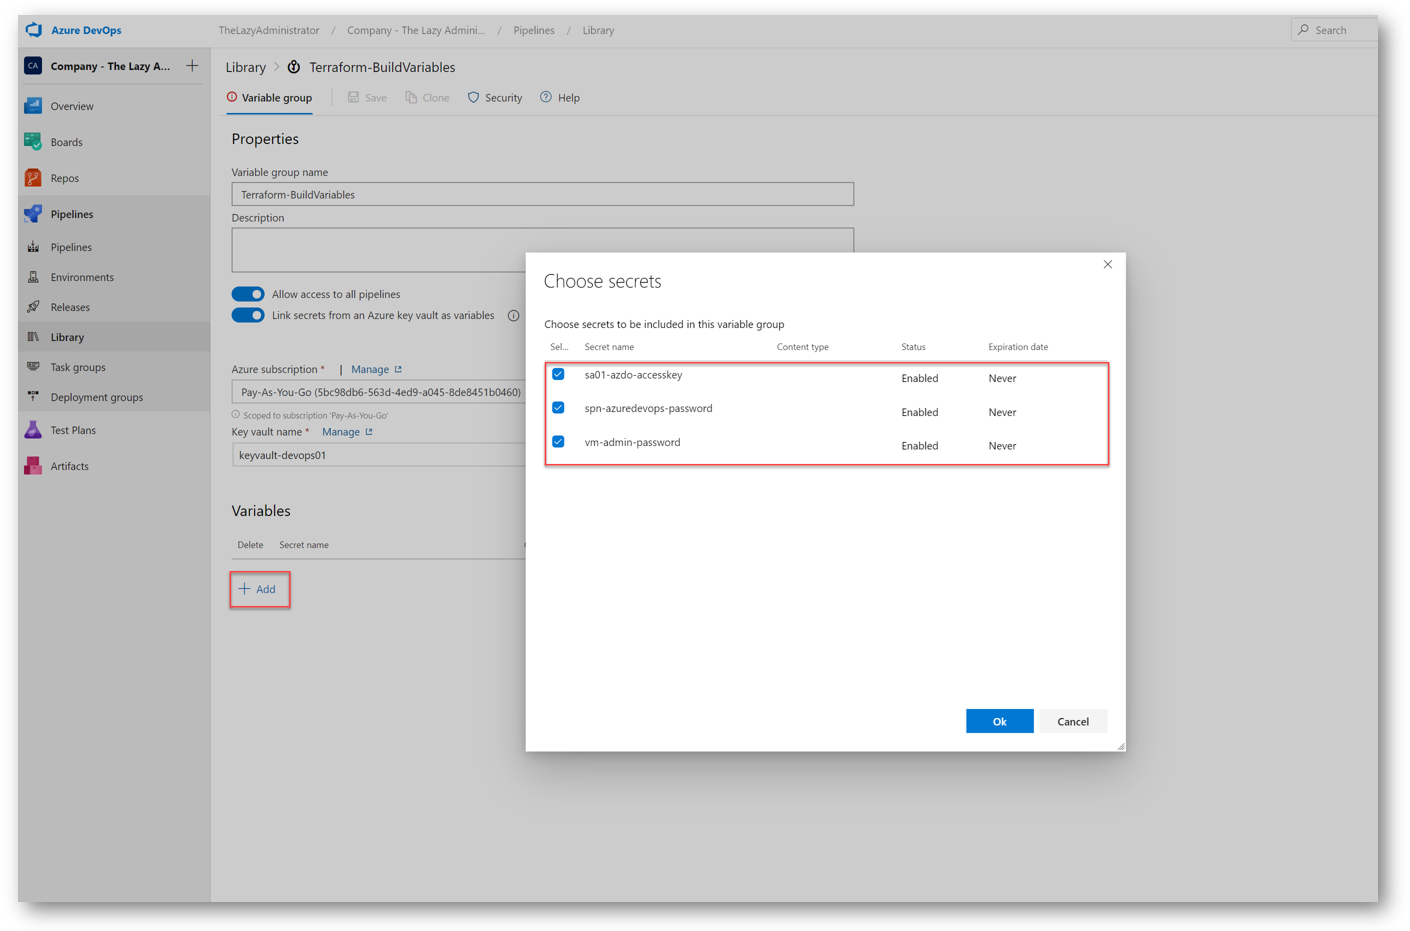 Azure DevOps
TheLazyAdministrator / Company - The Lazy Admini... / Pipelines / Library
Search
CA Company - The Lazy A...
Library > Terraform-BuildVariables
Variable group Save Clone Security Help
Overview
Boards
Repos
Pipelines
Pipelines
Environments
Releases
Library
Task groups
Deployment groups
Test Plans
Artifacts
Properties
Variable group name
Terraform-BuildVariables
Description
Allow access to all pipelines
Link secrets from an Azure key vault as variables
Azure subscription * | Manage
Pay-As-You-Go (5bc98db6-563d-4ed9-a045-8de8451b0460)
Scoped to subscription 'Pay-As-You-Go'
Key vault name * Manage
keyvault-devops01
Variables
Delete Secret name
+ Add
Choose secrets
Choose secrets to be included in this variable group
Sel... Secret name Content type Status Expiration date
sa01-azdo-accesskey Enabled Never
spn-azuredevops-password Enabled Never
vm-admin-password Enabled Never
Ok Cancel